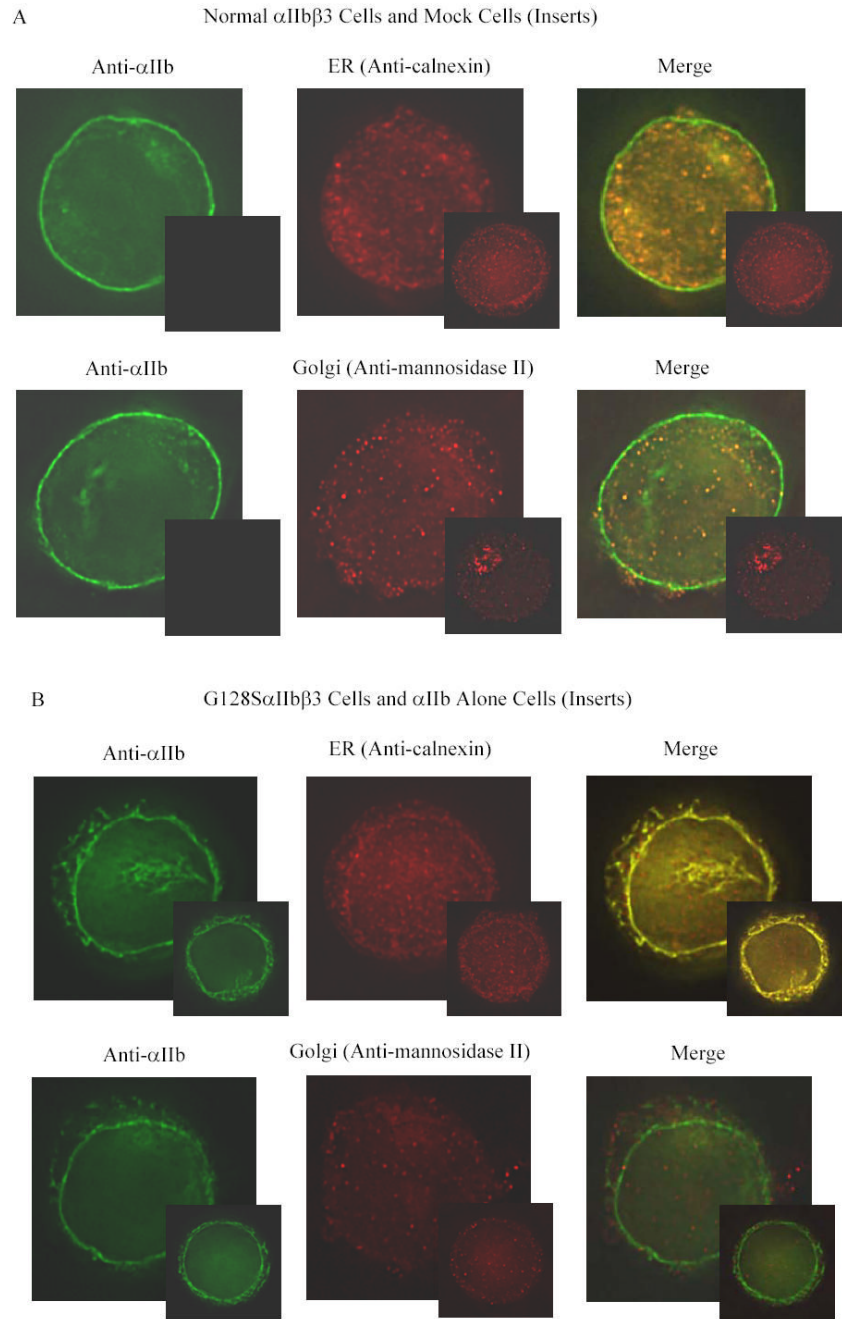 A
Normal αIIbβ3 Cells and Mock Cells (Inserts)
Anti-αIIb ER (Anti-calnexin) Merge
Anti-αIIb Golgi (Anti-mannosidase II) Merge
B
G128SαIIbβ3 Cells and αIIb Alone Cells (Inserts)
Anti-αIIb ER (Anti-calnexin) Merge
Anti-αIIb Golgi (Anti-mannosidase II) Merge